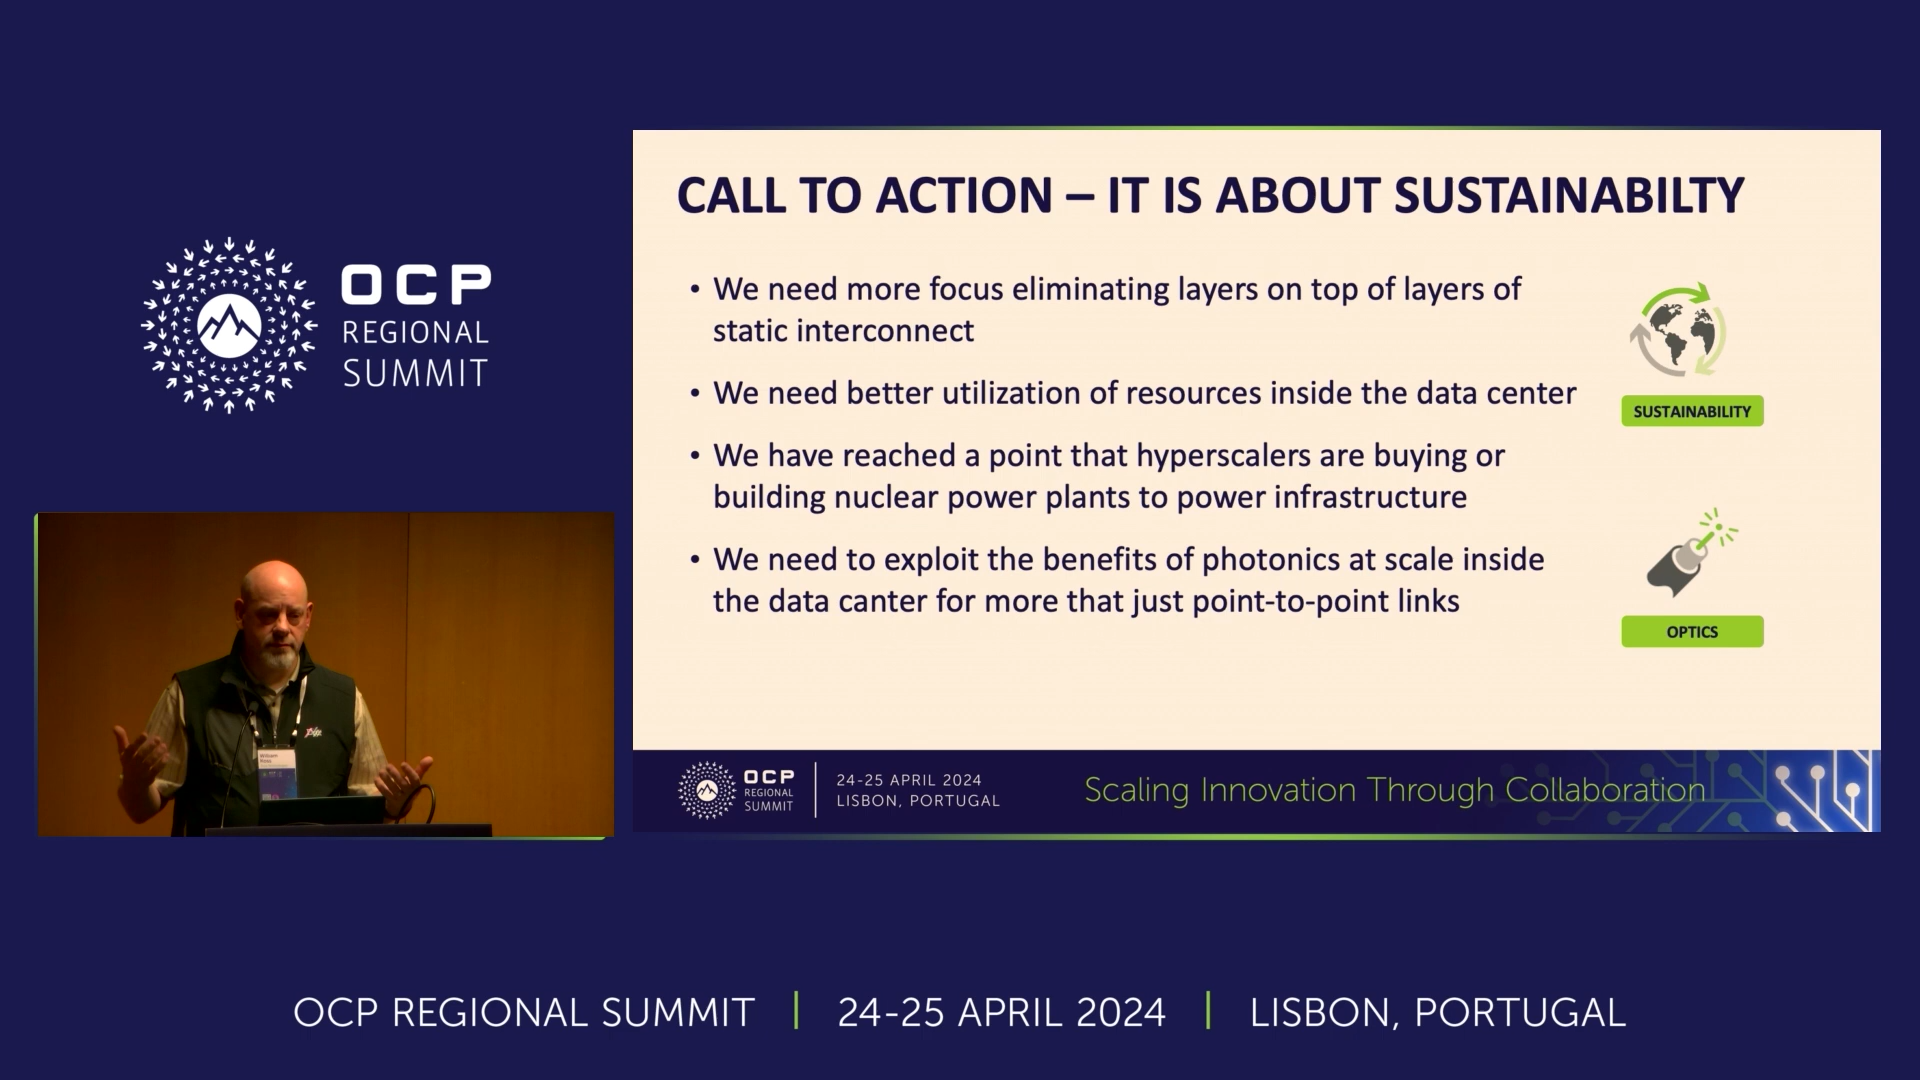 OCP
REGIONAL
SUMMIT
CALL TO ACTION – IT IS ABOUT SUSTAINABILTY
• We need more focus eliminating layers on top of layers of
static interconnect
• We need better utilization of resources inside the data center
• We have reached a point that hyperscalers are buying or
building nuclear power plants to power infrastructure
• We need to exploit the benefits of photonics at scale inside
the data canter for more that just point-to-point links
SUSTAINABILITY
OPTICS
William
OCP
REGIONAL
SUMMIT
24-25 APRIL 2024
LISBON, PORTUGAL
Scaling Innovation Through Collaboration
OCP REGIONAL SUMMIT | 24-25 APRIL 2024 | LISBON, PORTUGAL